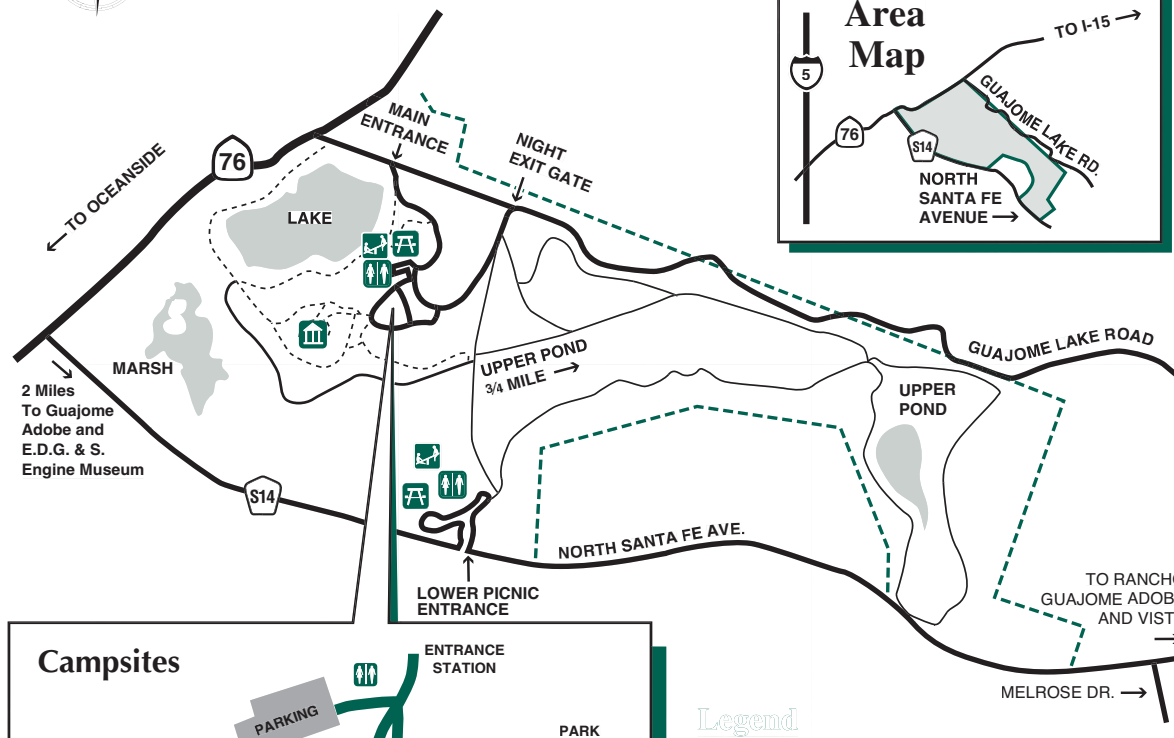 Area
Map
TO I-15
5
76
S14
GUAJOME LAKE RD.
NORTH
SANTA FE
AVENUE
MAIN
ENTRANCE
NIGHT
EXIT GATE
76
TO OCEANSIDE
LAKE
MARSH
2 Miles
To Guajome
Adobe and
E.D.G. & S.
Engine Museum
UPPER POND
3/4 MILE
GUAJOME LAKE ROAD
UPPER
POND
S14
NORTH SANTA FE AVE.
LOWER PICNIC
ENTRANCE
TO RANCHO
GUAJOME ADOB
AND VIST
MELROSE DR.
Campsites
ENTRANCE
STATION
PARKING
PARK
Legend